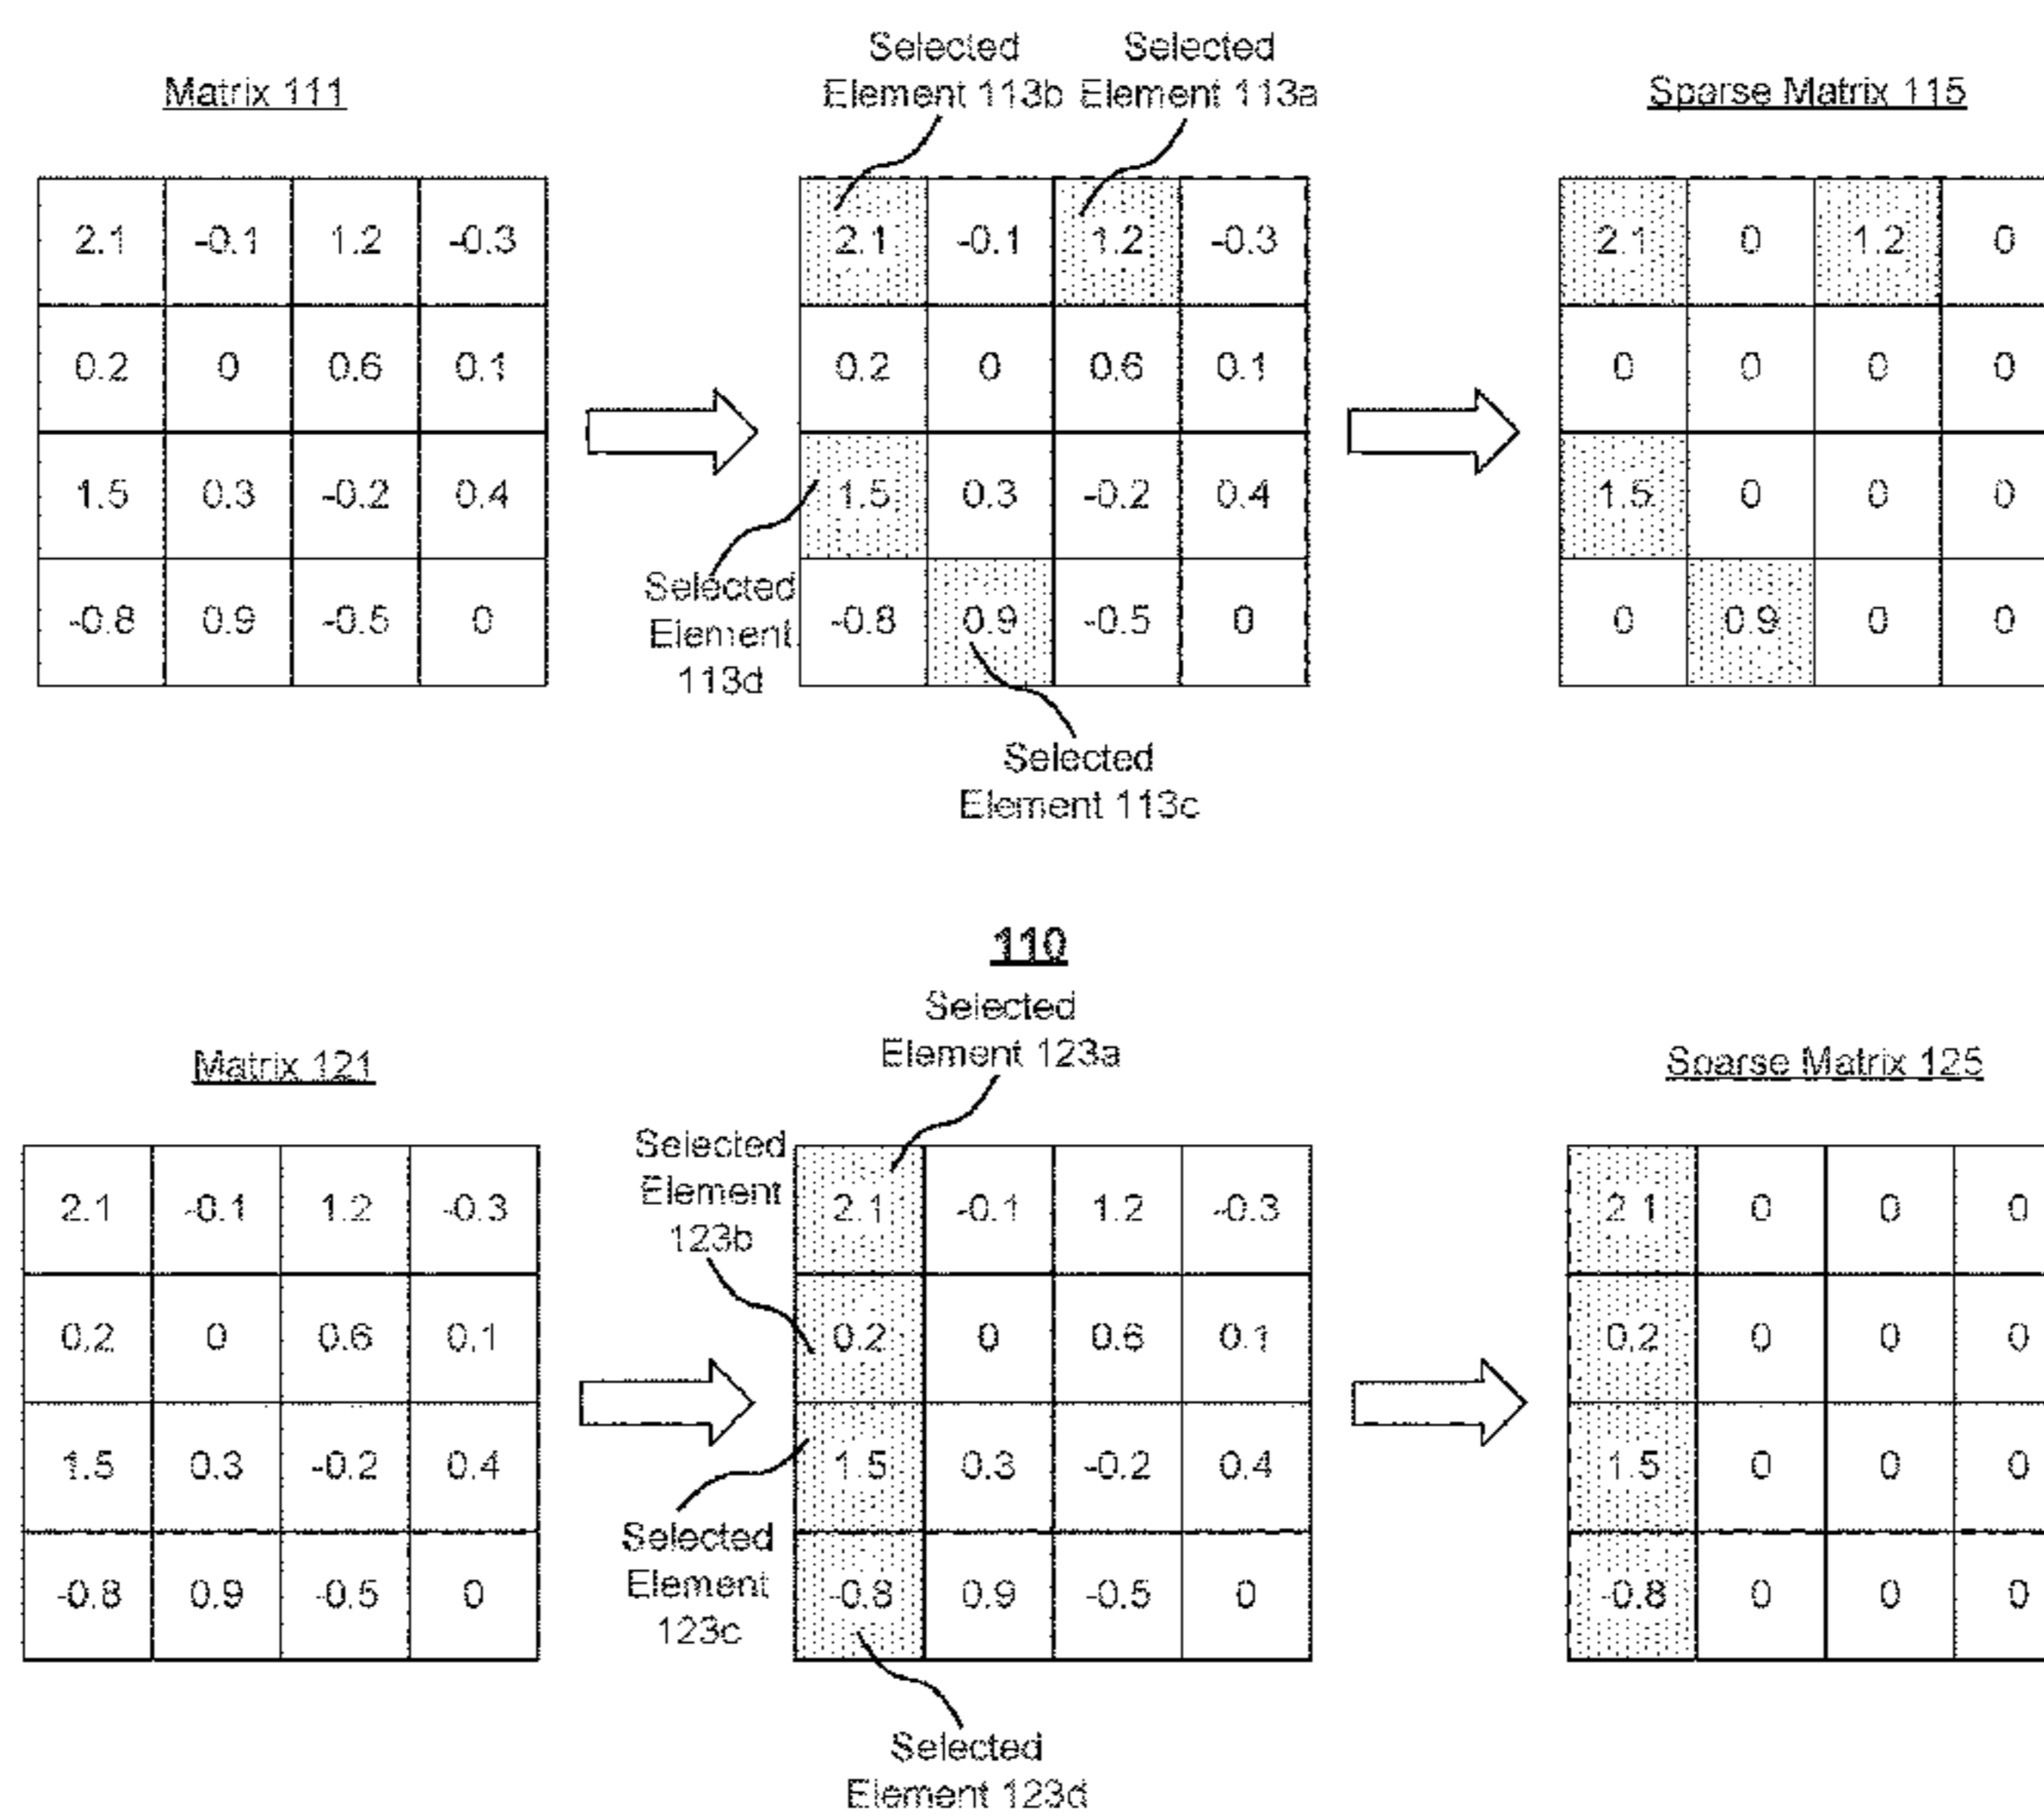 Matrix 111
Selected Element 113b
Selected Element 113a
Sparse Matrix 115
2.1 -0.1 1.2 -0.3
0.2 0 0.6 0.1
1.5 0.3 -0.2 0.4
-0.8 0.9 -0.5 0
2.1 -0.1 1.2 -0.3
0.2 0 0.6 0.1
1.5 0.3 -0.2 0.4
-0.8 0.9 -0.5 0
Selected Element 113d
Selected Element 113c
2.1 0 1.2 0
0 0 0 0
1.5 0 0 0
0 0.9 0 0
110
Matrix 121
Selected Element 123a
Selected Element 123b
Sparse Matrix 125
2.1 -0.1 1.2 -0.3
0.2 0 0.6 0.1
1.5 0.3 -0.2 0.4
-0.8 0.9 -0.5 0
2.1 -0.1 1.2 -0.3
0.2 0 0.6 0.1
1.5 0.3 -0.2 0.4
-0.8 0.9 -0.5 0
Selected Element 123c
Selected Element 123d
2.1 0 0 0
0.2 0 0 0
1.5 0 0 0
-0.8 0 0 0